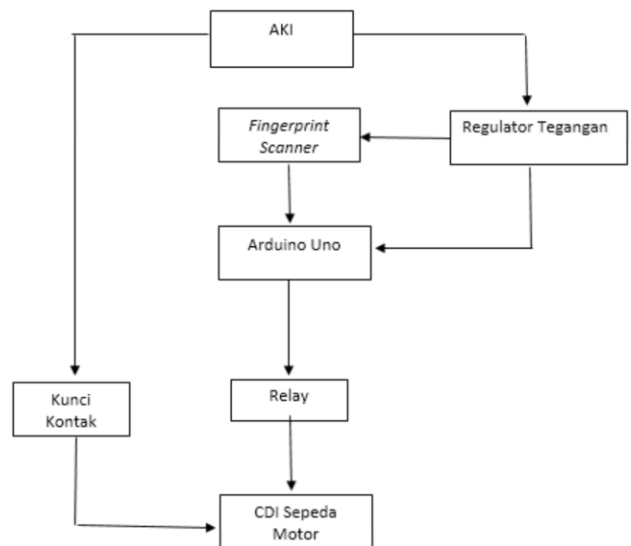 AKI
Fingerprint
Scanner
Regulator Tegangan
Arduino Uno
Kunci
Kontak
Relay
CDI Sepeda
Motor